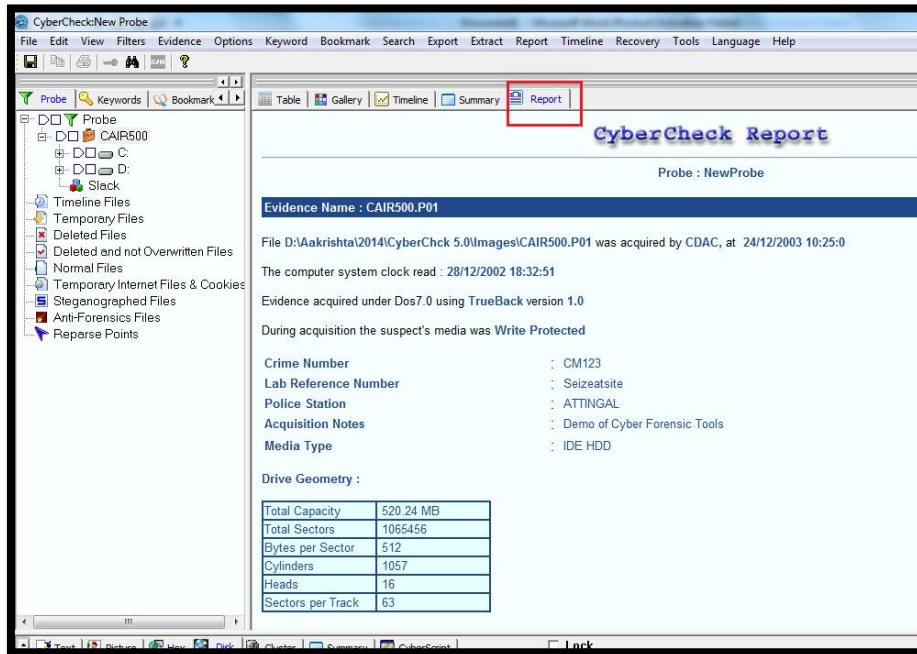 CyberCheck:New Probe
File Edit View Filters Evidence Options Keyword Bookmark Search Export Extract Report Timeline Recovery Tools Language Help
Probe Keywords Bookmark
Table Gallery Timeline Summary Report
Probe
CAIR500
C:
D:
Slack
Timeline Files
Temporary Files
Deleted Files
Deleted and not Overwritten Files
Normal Files
Temporary Internet Files & Cookies
Steganographed Files
Anti-Forensics Files
Reparse Points
CyberCheck Report
Probe : NewProbe
Evidence Name : CAIR500.P01
File D:\Aakrishta\2014\CyberChck 5.0\Images\CAIR500.P01 was acquired by CDAC, at 24/12/2003 10:25:0
The computer system clock read : 28/12/2002 18:32:51
Evidence acquired under Dos7.0 using TrueBack version 1.0
During acquisition the suspect's media was Write Protected
Crime Number : CM123
Lab Reference Number : Seizeatsite
Police Station : ATTINGAL
Acquisition Notes : Demo of Cyber Forensic Tools
Media Type : IDE HDD
Drive Geometry :
Total Capacity 520.24 MB
Total Sectors 1065456
Bytes per Sector 512
Cylinders 1057
Heads 16
Sectors per Track 63
Text Picture Hex Disk Cluster Summary CyberScript Lock